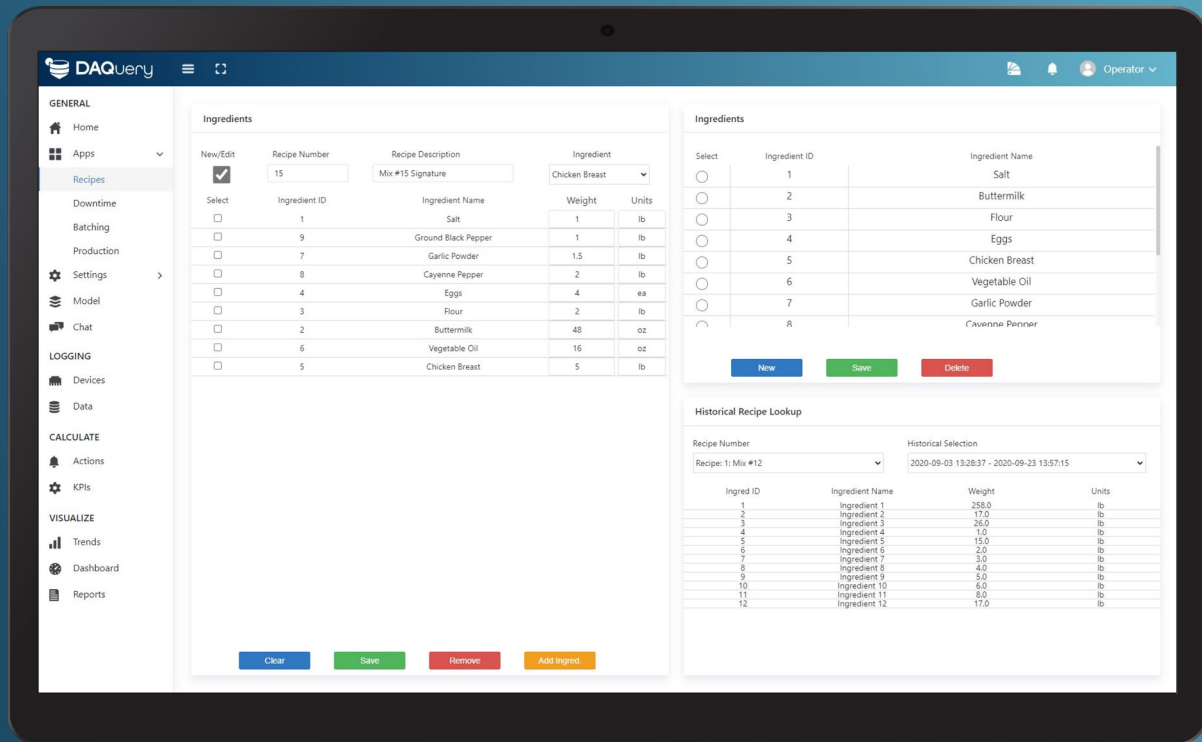 DAQuery
Operator
GENERAL
Home
Apps
Recipes
Downtime
Batching
Production
Settings
Model
Chat
LOGGING
Devices
Data
CALCULATE
Actions
KPIs
VISUALIZE
Trends
Dashboard
Reports
Ingredients
New/Edit Recipe Number Recipe Description Ingredient
15 Mix #15 Signature Chicken Breast
Select Ingredient ID Ingredient Name Weight Units
1 Salt 1 lb
9 Ground Black Pepper 1 lb
7 Garlic Powder 1.5 lb
8 Cayenne Pepper 2 lb
4 Eggs 4 ea
3 Flour 2 lb
2 Buttermilk 48 oz
6 Vegetable Oil 16 oz
5 Chicken Breast 5 lb
Clear Save Remove Add Ingred.
Ingredients
Select Ingredient ID Ingredient Name
1 Salt
2 Buttermilk
3 Flour
4 Eggs
5 Chicken Breast
6 Vegetable Oil
7 Garlic Powder
8 Cayenne Pepper
New Save Delete
Historical Recipe Lookup
Recipe Number Historical Selection
Recipe: 1: Mix #12 2020-09-03 13:28:37 - 2020-09-23 13:57:15
Ingred ID Ingredient Name Weight Units
1 Ingredient 1 258.0 lb
2 Ingredient 2 17.0 lb
3 Ingredient 3 26.0 lb
4 Ingredient 4 1.0 lb
5 Ingredient 5 15.0 lb
6 Ingredient 6 2.0 lb
7 Ingredient 7 3.0 lb
8 Ingredient 8 4.0 lb
9 Ingredient 9 5.0 lb
10 Ingredient 10 6.0 lb
11 Ingredient 11 8.0 lb
12 Ingredient 12 17.0 lb